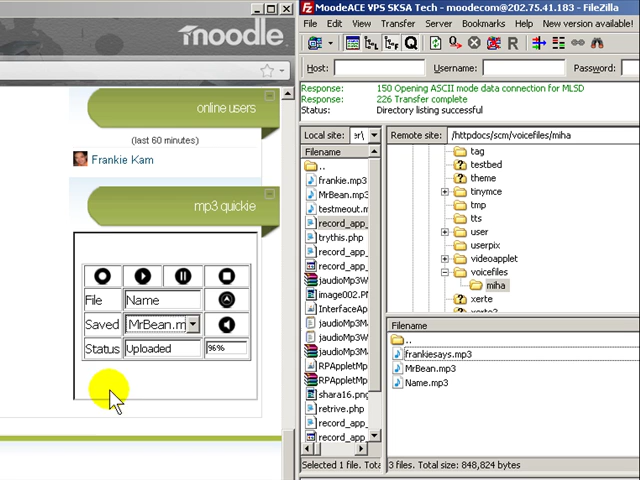 MoodeACE VPS SKSA Tech - moodecom@202.75.41.183 - FileZilla
File Edit View Transfer Server Bookmarks Help New version available!
moodle
Host: Username: Password:
Response: 150 Opening ASCII mode data connection for MLSD
Response: 226 Transfer complete
Status: Directory listing successful
online users
(last 60 minutes)
Frankie Kam
mp3 quickie
File Name
Saved MrBean.m
Status Uploaded 96%
Local site: er\
Filename
..
frankie.mp3
MrBean.mp3
testmeout.m
record_app_
trythis.php
record_app_
record_app_
jaudioMp3W
image002.PN
InterfaceAp
jaudioMp3M
jaudioMp3M
RPAppletMp
RPAppletMp
shara16.png
retrive.php
record_app_
Selected 1 file. Tota
Remote site: /httpdocs/scm/voicefiles/miha
tag
testbed
theme
tinymce
tmp
tts
user
userpix
videoapplet
voicefiles
miha
xerte
xerte2
Filename
..
frankiesays.mp3
MrBean.mp3
Name.mp3
3 files. Total size: 848,824 bytes